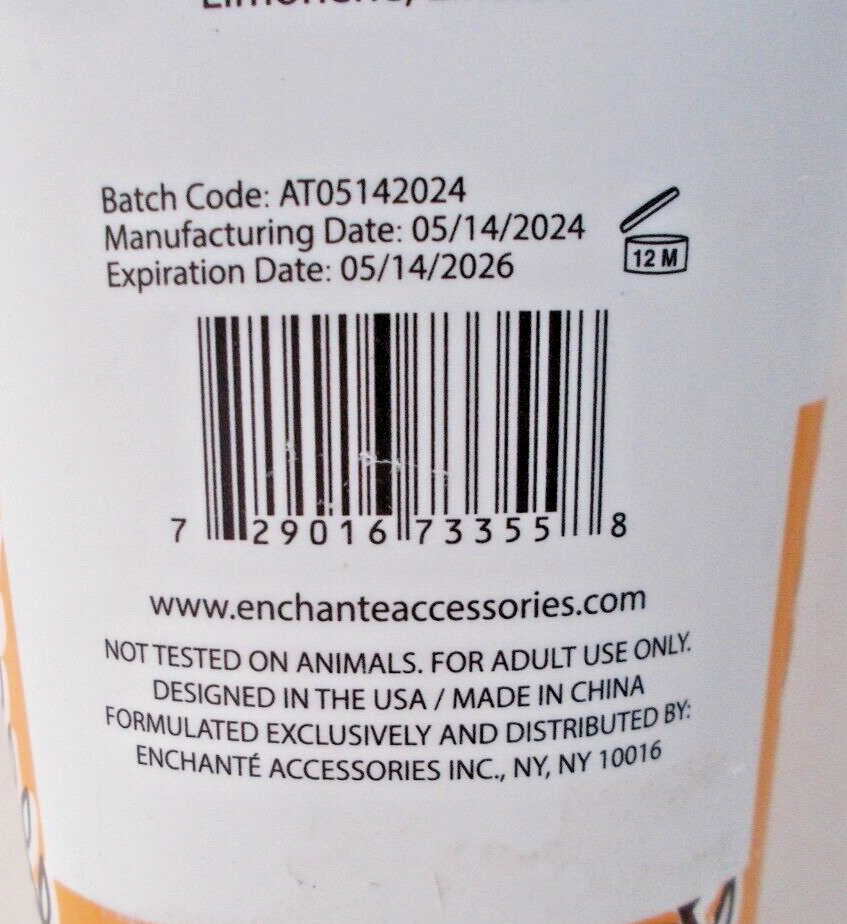 Batch Code: AT05142024
Manufacturing Date: 05/14/2024
Expiration Date: 05/14/2026
12 M
7 29016 73355 8
www.enchanteaccessories.com
NOT TESTED ON ANIMALS. FOR ADULT USE ONLY.
DESIGNED IN THE USA / MADE IN CHINA
FORMULATED EXCLUSIVELY AND DISTRIBUTED BY:
ENCHANTÉ ACCESSORIES INC., NY, NY 10016